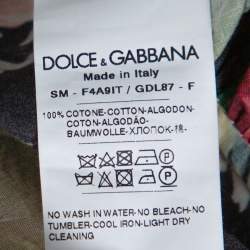 DOLCE & GABBANA
Made in Italy
SM - F4A9IT / GDL87 - F
100% COTONE-COTTON-ALGODON-
COTON-ALGODÃO-
BAUMWOLLE-ХЛОПОК-棉-
NO WASH IN WATER-NO BLEACH-NO
TUMBLER-COOL IRON-LIGHT DRY
CLEANING